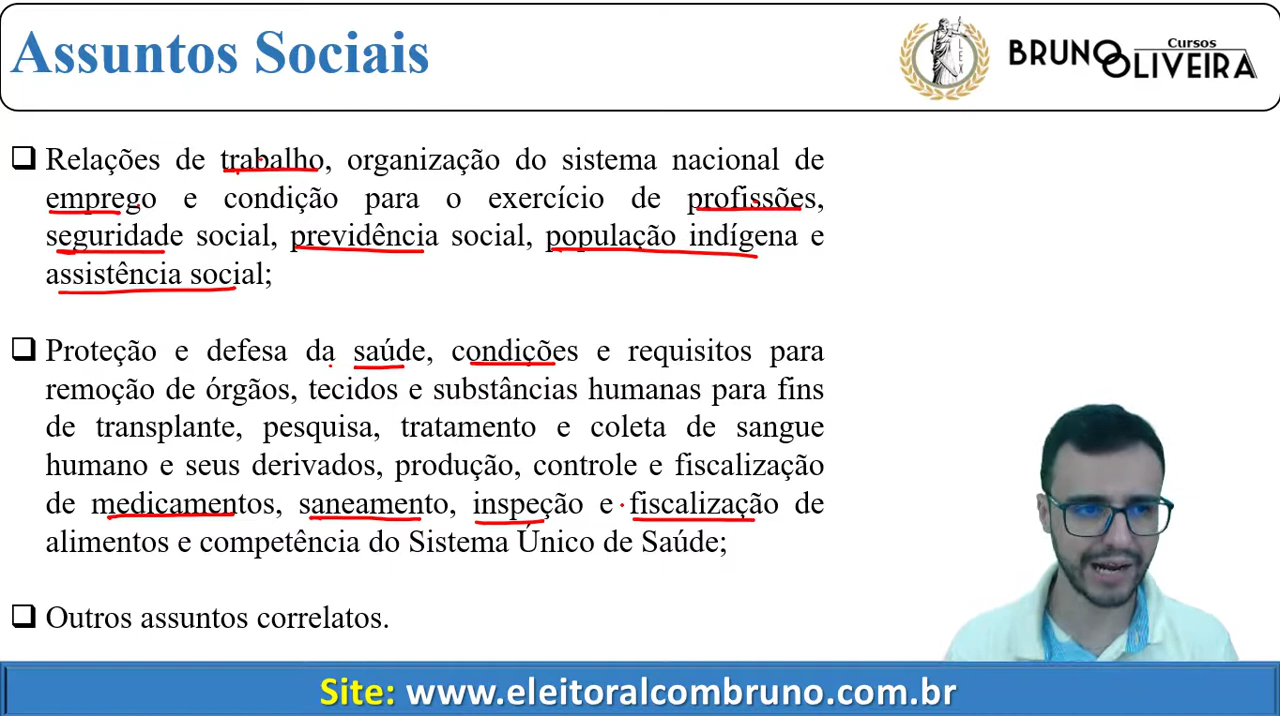 Assuntos Sociais
BRUNO
Cursos
OLIVEIRA
LEX
Relações de trabalho, organização do sistema nacional de
emprego e condição para o exercício de profissões,
seguridade social, previdência social, população indígena e
assistência social;
Proteção e defesa da saúde, condições e requisitos para
remoção de órgãos, tecidos e substâncias humanas para fins
de transplante, pesquisa, tratamento e coleta de sangue
humano e seus derivados, produção, controle e fiscalização
de medicamentos, saneamento, inspeção e fiscalização de
alimentos e competência do Sistema Único de Saúde;
Outros assuntos correlatos.
Site: www.eleitoralcombruno.com.br